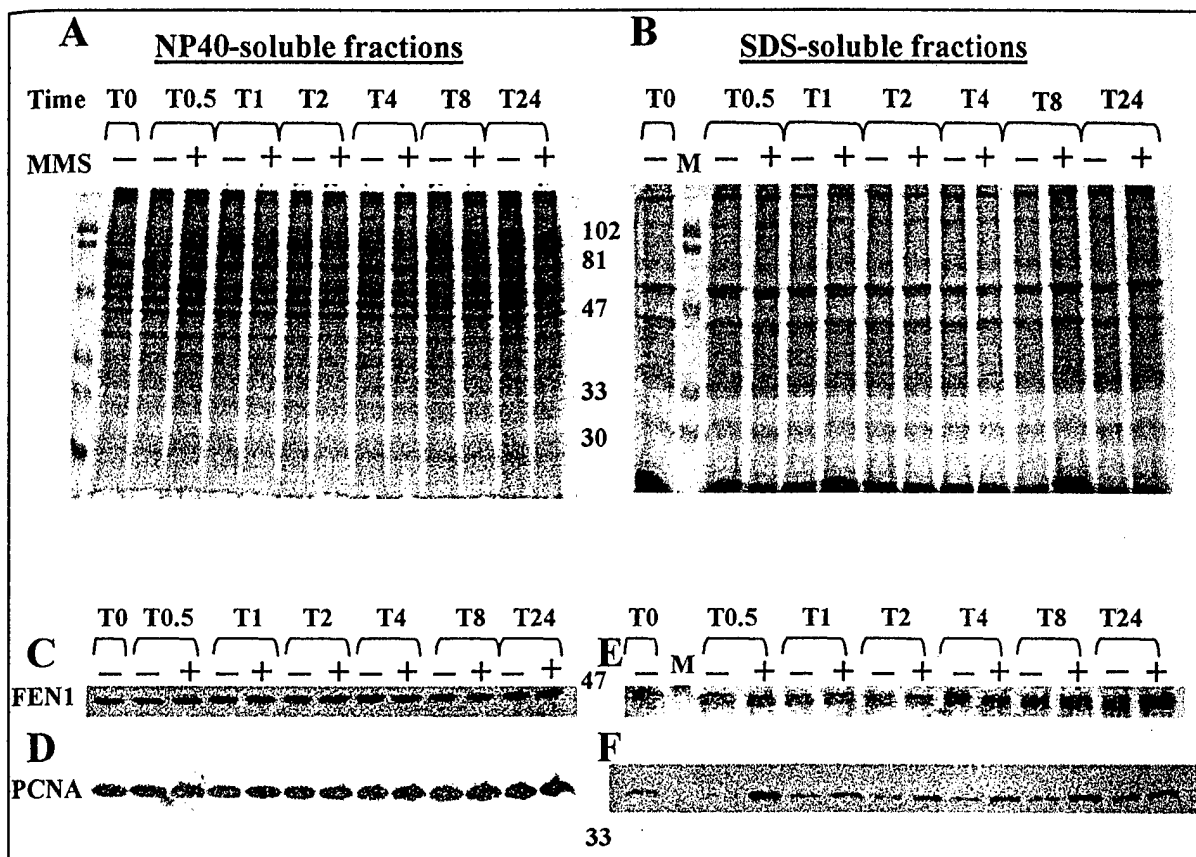 A NP40-soluble fractions
Time T0 T0.5 T1 T2 T4 T8 T24
MMS − − + − + − + − + − + − +
102
81
47
33
30
B SDS-soluble fractions
T0 T0.5 T1 T2 T4 T8 T24
− M − + − + − + − + − + − +
T0 T0.5 T1 T2 T4 T8 T24
C − − + − + − + − + − + − +
FEN1
D
PCNA
T0 T0.5 T1 T2 T4 T8 T24
E − M − + − + − + − + − + − +
47
F
33